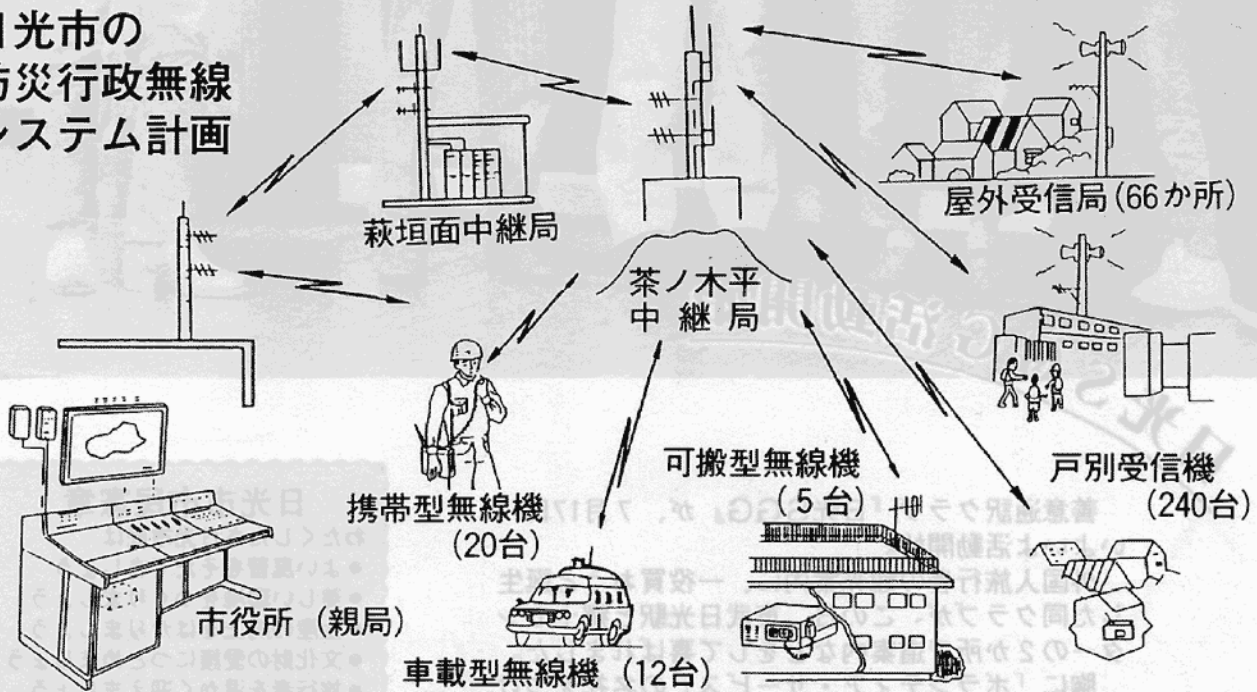 日光市の
防災行政無線
システム計画
萩垣面中継局
茶ノ木平
中継局
屋外受信局(66か所)
戸別受信機
(240台)
可搬型無線機
(5台)
携帯型無線機
(20台)
市役所(親局)
車載型無線機(12台)